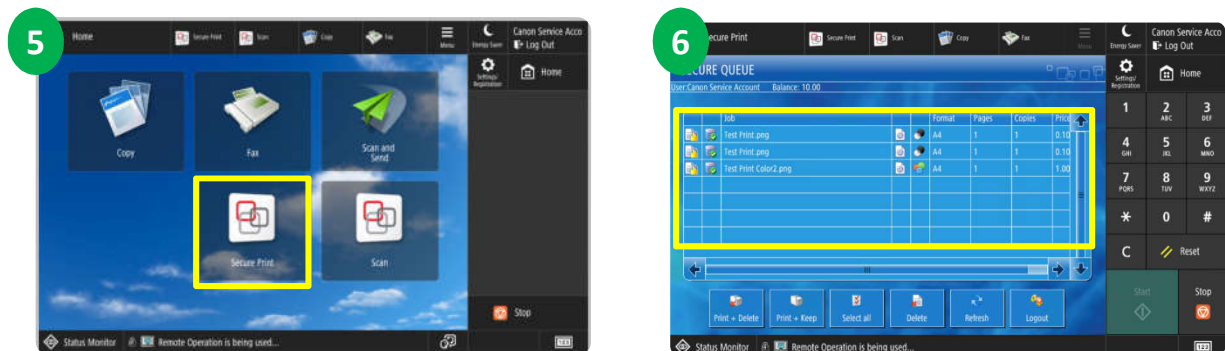 5
Home
Secure Print
Scan
Copy
Fax
Menu
Energy Saver
Canon Service Acco
Log Out
Settings/
Registration
Home
Copy
Fax
Scan and
Send
Secure Print
Scan
Stop
Status Monitor
Remote Operation is being used...
123
6
ecure Print
Secure Print
Scan
Copy
Fax
Menu
Energy Saver
Canon Service Acco
Log Out
CURE QUEUE
User:Canon Service Account Balance: 10.00
Settings/
Registration
Home
Job Format Pages Copies Price
Test Print.png A4 1 1 0.10
Test Print.png A4 1 1 0.10
Test Print Color2.png A4 1 1 1.00
1
2
ABC
3
DEF
4
GHI
5
JKL
6
MNO
7
PQRS
8
TUV
9
WXYZ
*
0
#
C
Reset
Print + Delete
Print + Keep
Select all
Delete
Refresh
Logout
Start
Stop
Status Monitor
Remote Operation is being used...
123